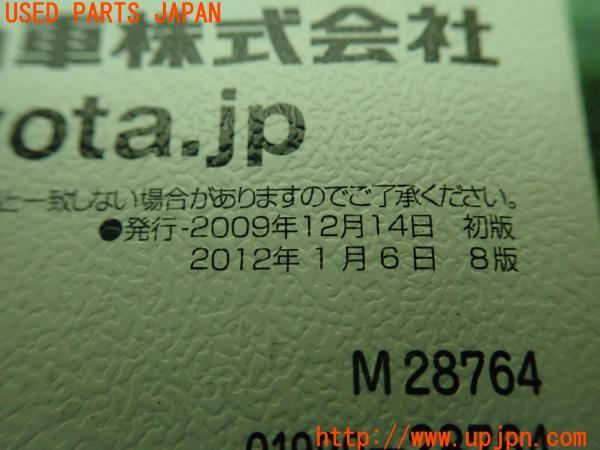 USED PARTS JAPAN
車株式会社
ota.jp
と一致しない場合がありますのでご了承ください。
●発行-2009年12月14日 初版
2012年 1月 6日 8版
M 28764
http://www.upjpn.com